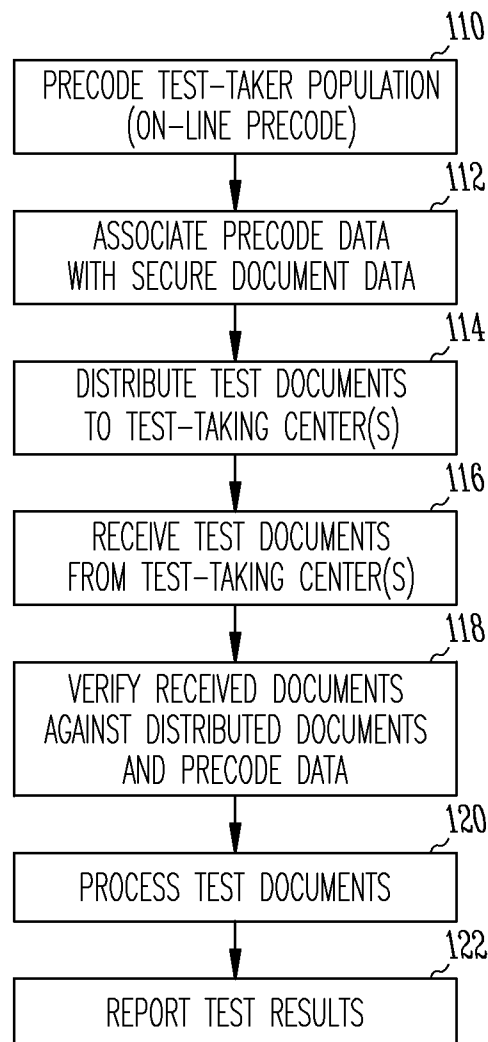 110
PRECODE TEST-TAKER POPULATION
(ON-LINE PRECODE)
112
ASSOCIATE PRECODE DATA
WITH SECURE DOCUMENT DATA
114
DISTRIBUTE TEST DOCUMENTS
TO TEST-TAKING CENTER(S)
116
RECEIVE TEST DOCUMENTS
FROM TEST-TAKING CENTER(S)
118
VERIFY RECEIVED DOCUMENTS
AGAINST DISTRIBUTED DOCUMENTS
AND PRECODE DATA
120
PROCESS TEST DOCUMENTS
122
REPORT TEST RESULTS